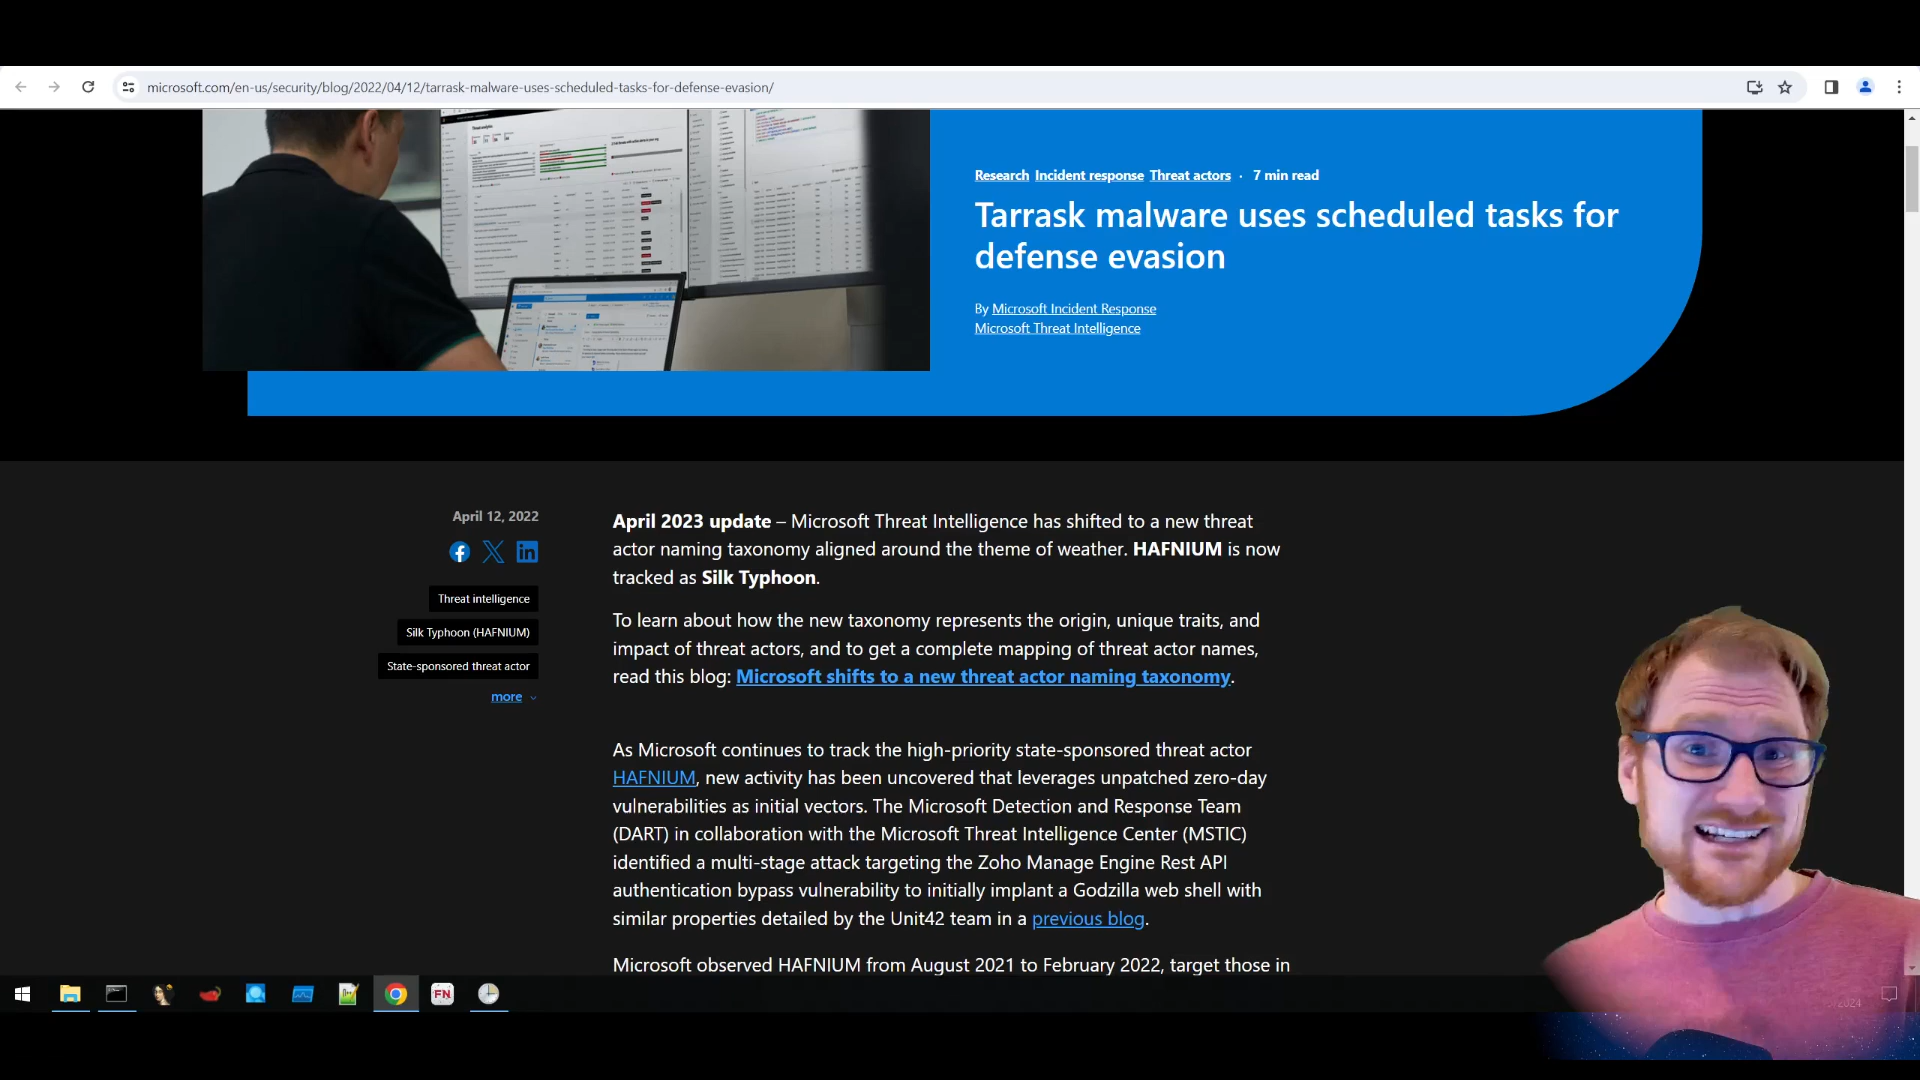 microsoft.com/en-us/security/blog/2022/04/12/tarrask-malware-uses-scheduled-tasks-for-defense-evasion/
Research Incident response Threat actors · 7 min read
Tarrask malware uses scheduled tasks for
defense evasion
By Microsoft Incident Response
Microsoft Threat Intelligence
April 12, 2022
Threat intelligence
Silk Typhoon (HAFNIUM)
State-sponsored threat actor
more
April 2023 update – Microsoft Threat Intelligence has shifted to a new threat
actor naming taxonomy aligned around the theme of weather. HAFNIUM is now
tracked as Silk Typhoon.
To learn about how the new taxonomy represents the origin, unique traits, and
impact of threat actors, and to get a complete mapping of threat actor names,
read this blog: Microsoft shifts to a new threat actor naming taxonomy.
As Microsoft continues to track the high-priority state-sponsored threat actor
HAFNIUM, new activity has been uncovered that leverages unpatched zero-day
vulnerabilities as initial vectors. The Microsoft Detection and Response Team
(DART) in collaboration with the Microsoft Threat Intelligence Center (MSTIC)
identified a multi-stage attack targeting the Zoho Manage Engine Rest API
authentication bypass vulnerability to initially implant a Godzilla web shell with
similar properties detailed by the Unit42 team in a previous blog.
Microsoft observed HAFNIUM from August 2021 to February 2022, target those in
FN
2024